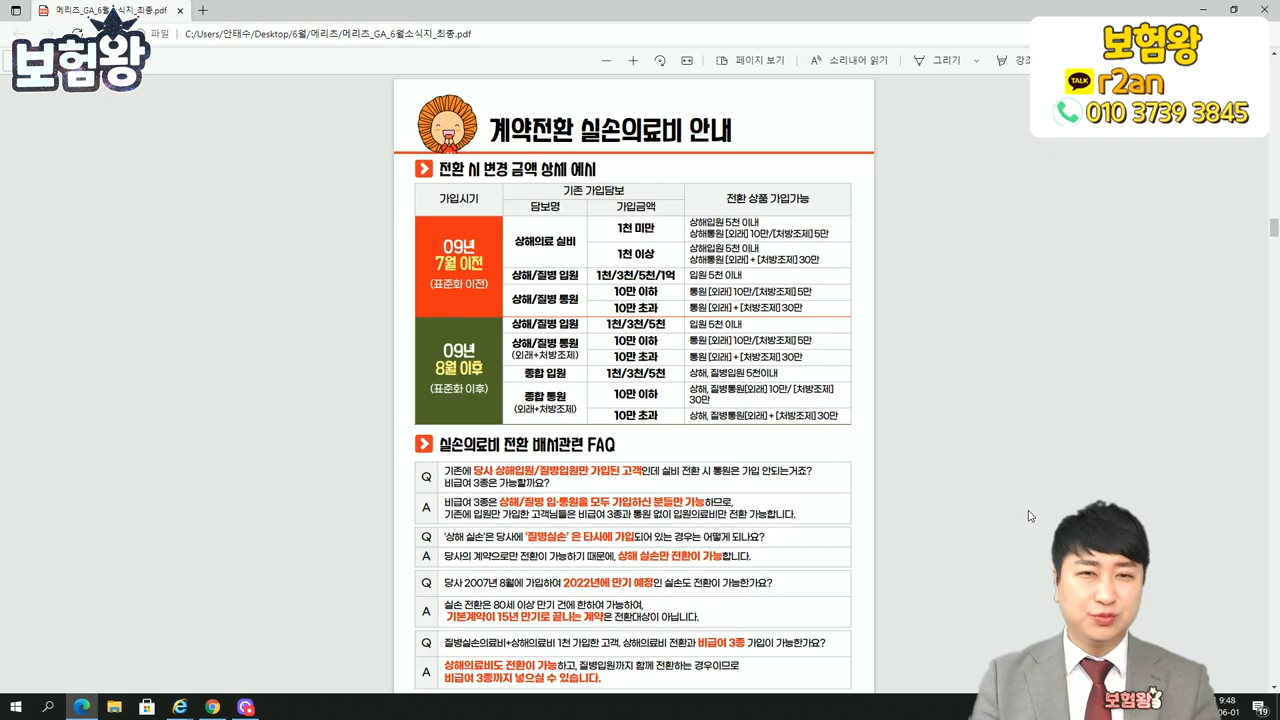 메리즈_GA_6월소식지_최종.pdf
파일
C:/Users/안태수/Desktop/6월/메리즈/메리즈_GA_6월소식지_최종.pdf
페이지 보기
소리내어 읽기
그리기
강조
보험왕
보험왕
TALK
r2an
010 3739 3845
계약전환 실손의료비 안내
전환 시 변경 금액 상세 예시
가입시기
기존 가입담보
전환 상품 가입가능
담보명
가입금액
09년
7월 이전
(표준화 이전)
상해의료 실비
1천 미만
상해입원 5천 이내
상해통원 [외래] 10만/[처방조제] 5만
1천 이상
상해입원 5천 이내
상해통원 [외래] + [처방조제] 30만
상해/질병 입원
1천/3천/5천/1억
입원 5천 이내
상해/질병 통원
10만 이하
통원 [외래] 10만/[처방조제] 5만
10만 초과
통원 [외래] + [처방조제] 30만
09년
8월 이후
(표준화 이후)
상해/질병 입원
1천/3천/5천
입원 5천 이내
상해/질병 통원
(외래+처방조제)
10만 이하
통원 [외래] 10만/[처방조제] 5만
10만 초과
통원 [외래] + [처방조제] 30만
종합 입원
1천/3천/5천
상해, 질병입원 5천이내
종합 통원
(외래+처방조제)
10만 이하
상해, 질병통원[외래] 10만/ [처방조제]
30만
10만 초과
상해, 질병통원[외래] + [처방조제] 30만
실손의료비 전환 배서관련 FAQ
Q
기존에 당사 상해입원/질병입원만 가입된 고객인데 실비 전환 시 통원은 가입 안되는거죠?
비급여 3종은 가능할까요?
A
비급여 3종은 상해/질병 입·통원을 모두 가입하신 분들만 가능하므로,
기존에 입원만 가입한 고객님들은 비급여 3종과 통원 없이 입원의료비만 전환 가능합니다.
Q
'상해 실손'은 당사에 '질병실손' 은 타사에 가입되어 있는 경우는 어떻게 되나요?
A
당사의 계약으로만 전환이 가능하기 때문에, 상해 실손만 전환이 가능합니다.
Q
당사 2007년 8월에 가입하여 2022년에 만기 예정인 실손도 전환이 가능한가요?
A
실손 전환은 80세 이상 만기 건에 한하여 가능하여,
기본계약이 15년 만기로 끝나는 계약은 전환대상이 아닙니다.
Q
질병실손의료비+상해의료비 1천 가입한 고객. 상해의료비 전환과 비급여 3종 가입이 가능한가요?
A
상해의료비도 전환이 가능하고, 질병입원까지 함께 전환하는 경우이므로
비급여 3종까지 넣으실 수 있습니다.
보험왕
9:48
06-01
19